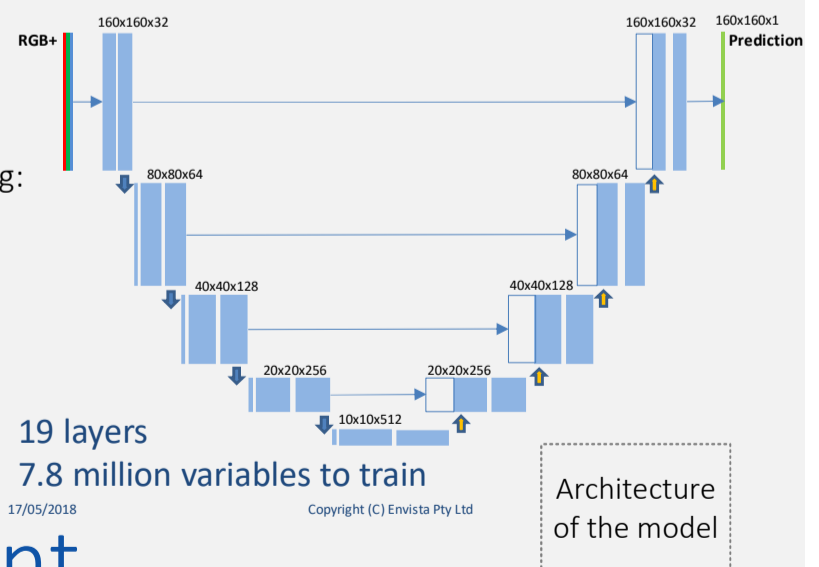 160x160x32
160x160x32
160x160x1
RGB+
Prediction
g:
80x80x64
80x80x64
40x40x128
40x40x128
20x20x256
20x20x256
10x10x512
19 layers
7.8 million variables to train
17/05/2018
Copyright (C) Envista Pty Ltd
Architecture
of the model
nt